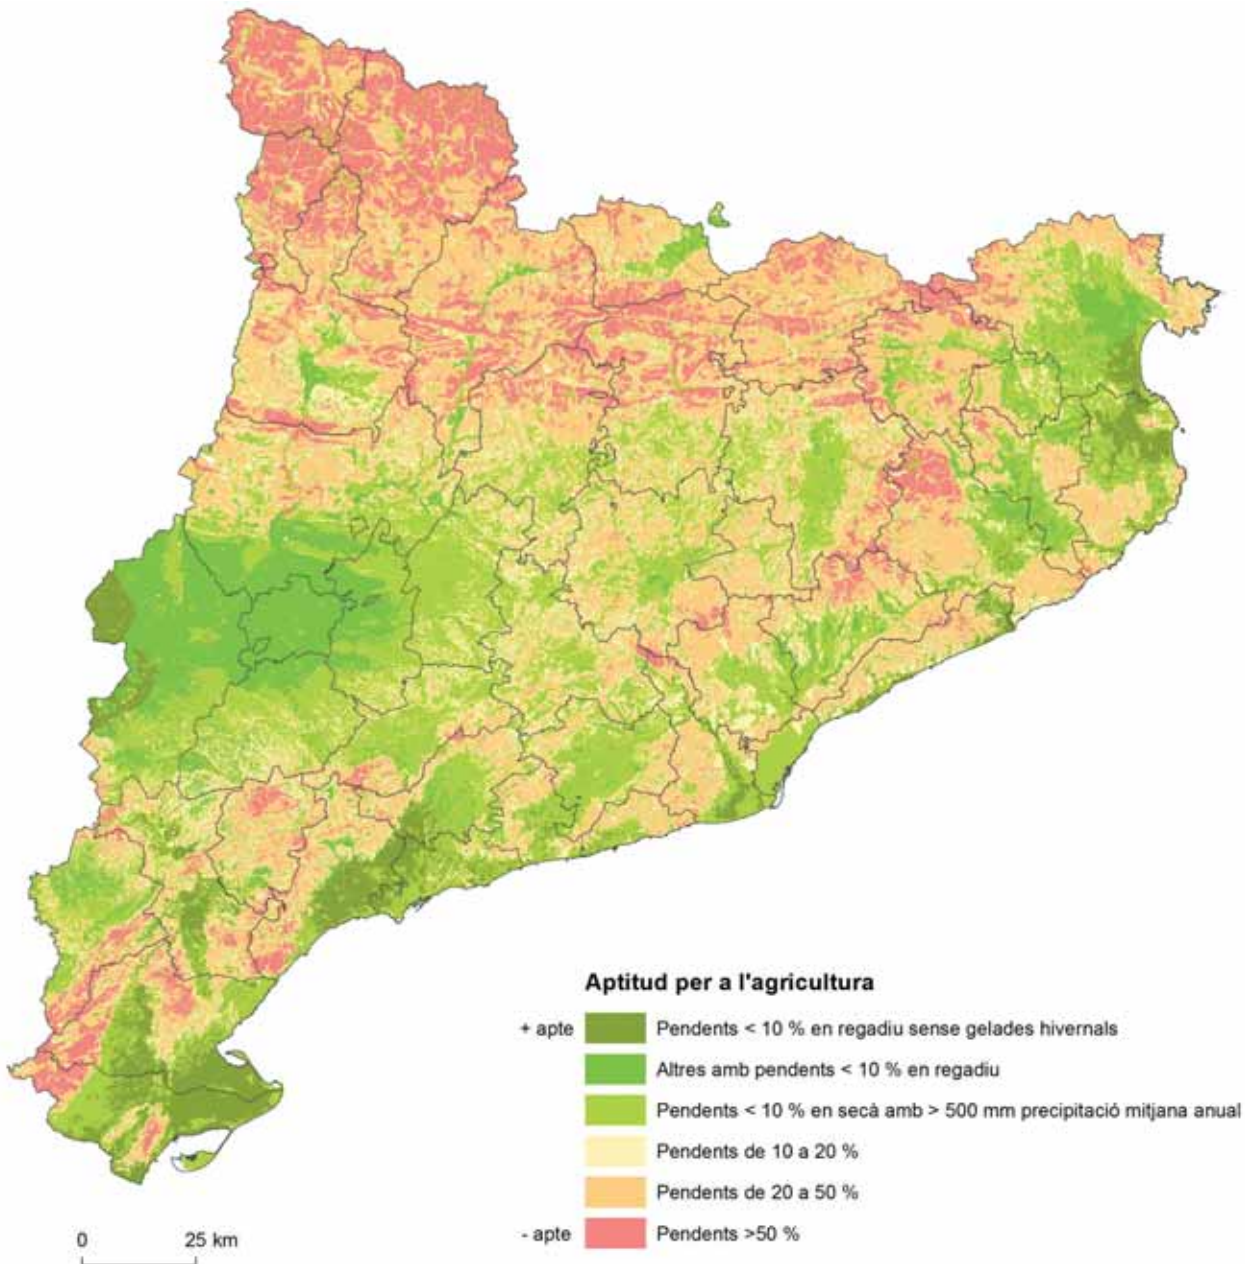 Aptitud per a l'agricultura
+ apte Pendents < 10 % en regadiu sense gelades hivernals
Altres amb pendents < 10 % en regadiu
Pendents < 10 % en secà amb > 500 mm precipitació mitjana anual
Pendents de 10 a 20 %
Pendents de 20 a 50 %
- apte Pendents >50 %
0 25 km